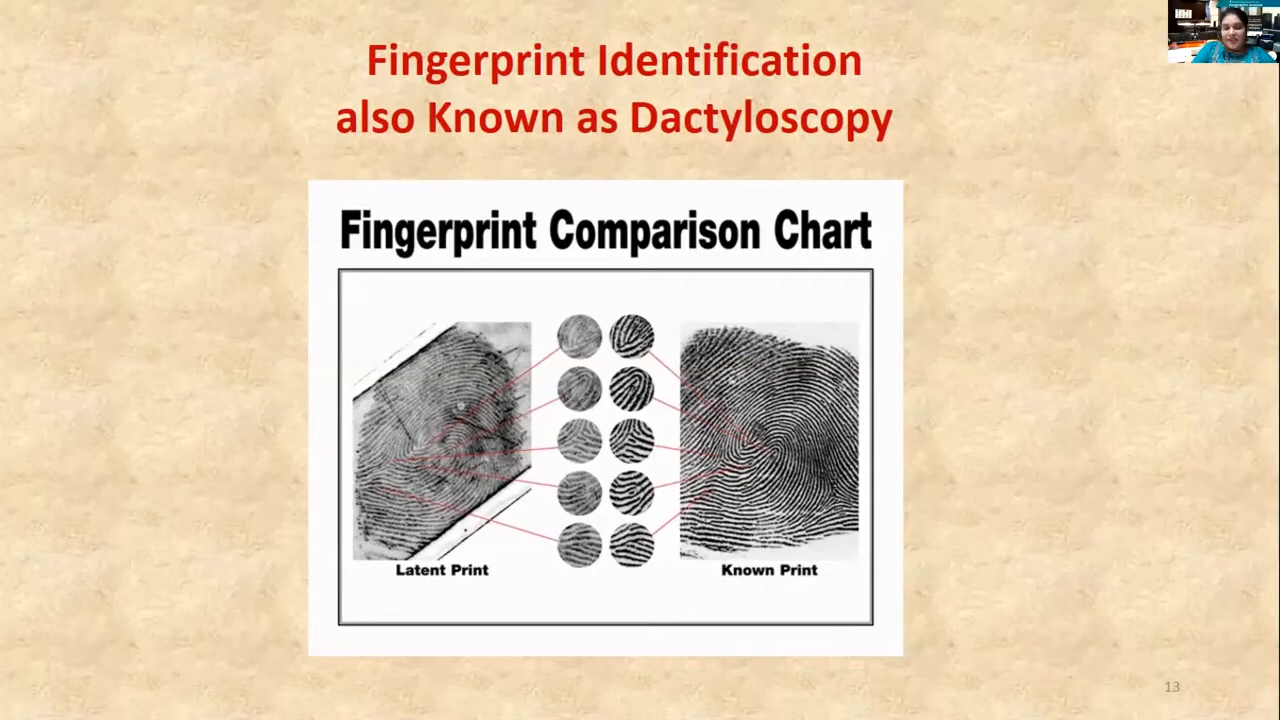 Fingerprint Identification
also Known as Dactyloscopy
Fingerprint Comparison Chart
Latent Print
Known Print
13